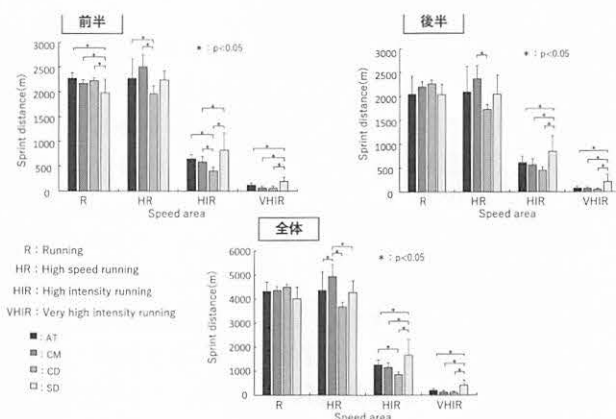 前半
＊：p<0.05
Sprint distance(m)
3000
2500
2000
1500
1000
500
0
R
HR
HIR
VHIR
Speed area
後半
＊：p<0.05
Sprint distance(m)
3000
2500
2000
1500
1000
500
0
R
HR
HIR
VHIR
Speed area
R：Running
HR：High speed running
HIR：High intensity running
VHIR：Very high intensity running
：AT
：CM
：CD
：SD
全体
＊：p<0.05
Sprint distance(m)
6000
5000
4000
3000
2000
1000
0
R
HR
HIR
VHIR
Speed area